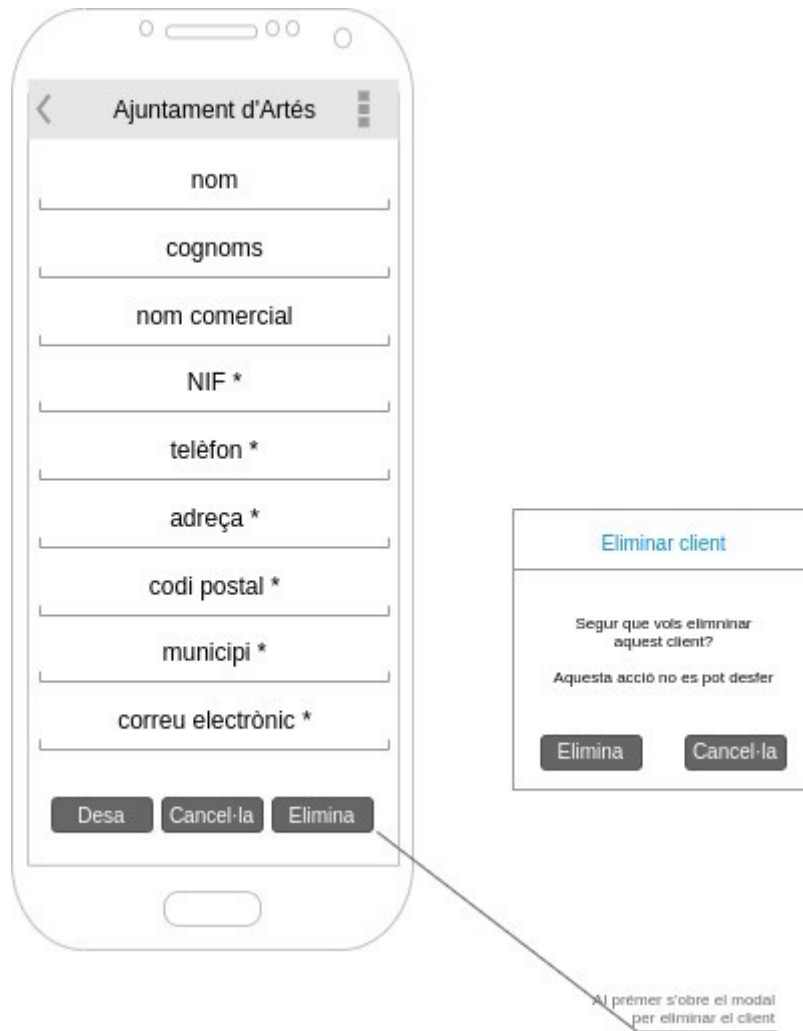 Ajuntament d'Artés
nom
cognoms
nom comercial
NIF *
telèfon *
adreça *
codi postal *
municipi *
correu electrònic *
Desa
Cancel·la
Elimina
Eliminar client
Segur que vols elimninar
aquest client?
Aquesta acció no es pot desfer
Elimina
Cancel·la
Al prémer s'obre el modal
per eliminar el client